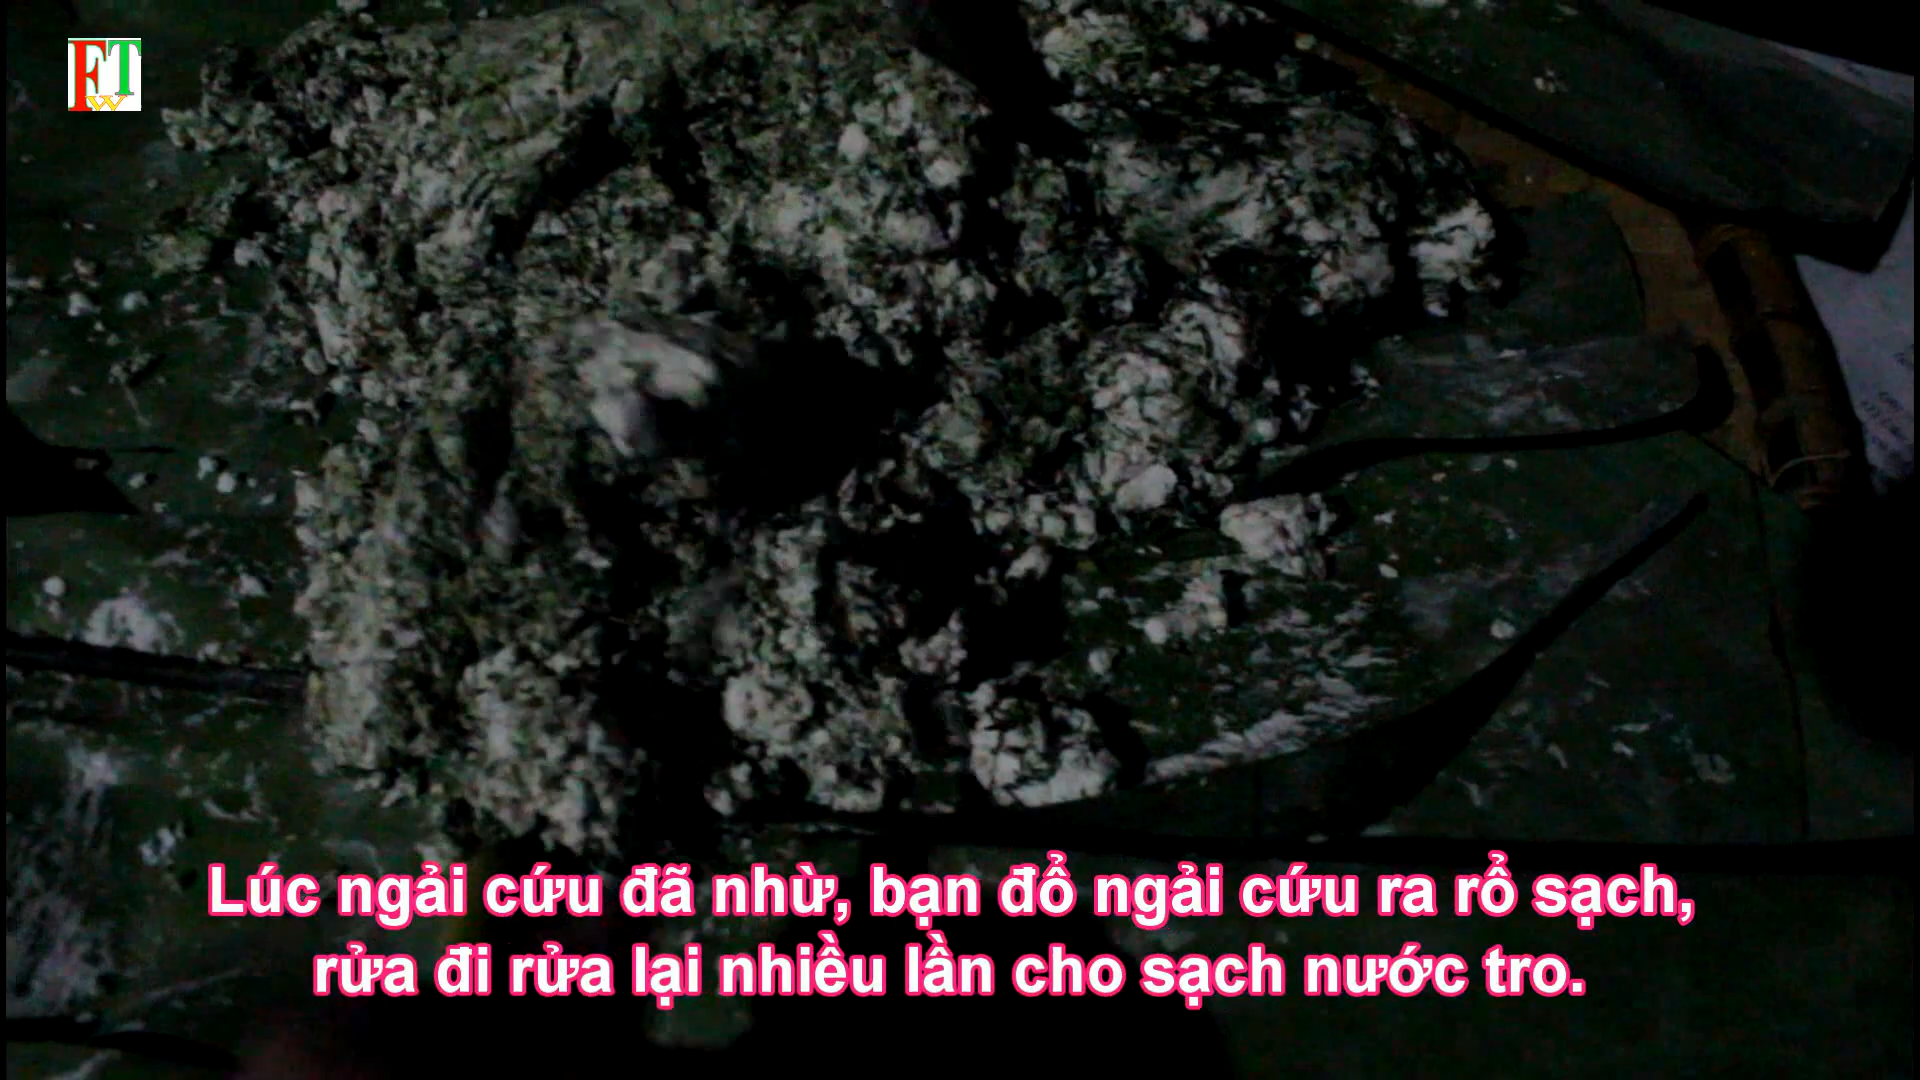 FTW
Lúc ngải cứu đã nhừ, bạn đổ ngải cứu ra rổ sạch,
rửa đi rửa lại nhiều lần cho sạch nước tro.